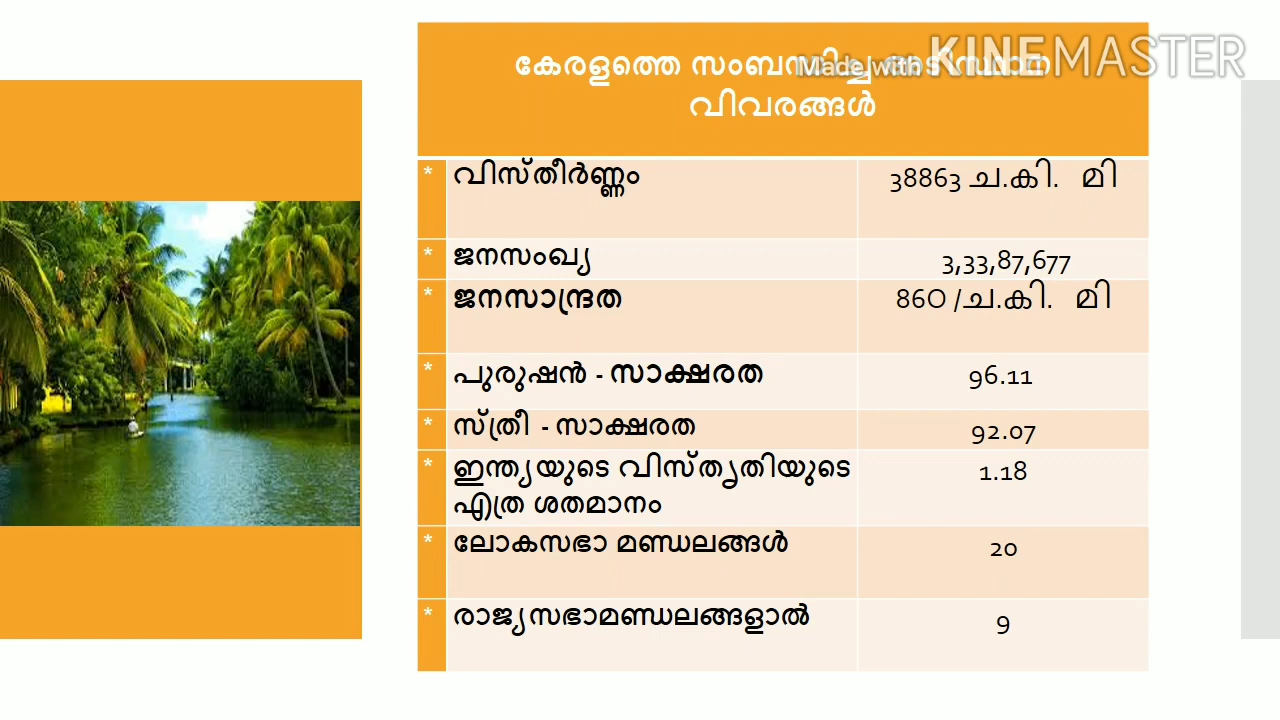 കേരളത്തെ സംബന്ധിച്ച
Made with KINEMASTER
വിവരങ്ങൾ
* വിസ്തീർണ്ണം 38863 ച.കി. മി
* ജനസംഖ്യ 3,33,87,677
* ജനസാന്ദ്രത 860 /ച.കി. മി
* പുരുഷൻ - സാക്ഷരത 96.11
* സ്ത്രീ - സാക്ഷരത 92.07
* ഇന്ത്യയുടെ വിസ്തൃതിയുടെ 1.18
എത്ര ശതമാനം
* ലോകസഭാ മണ്ഡലങ്ങൾ 20
* രാജ്യസഭാമണ്ഡലങ്ങളാൽ 9